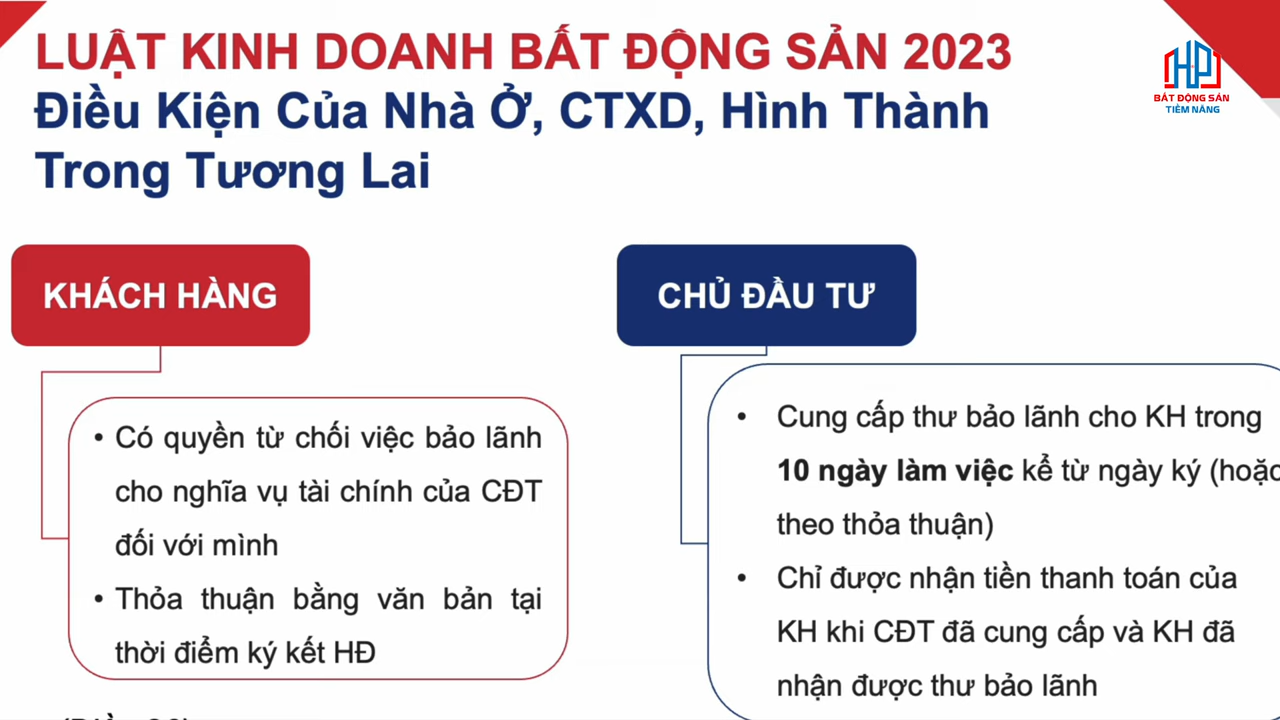 LUẬT KINH DOANH BẤT ĐỘNG SẢN 2023
Điều Kiện Của Nhà Ở, CTXD, Hình Thành
Trong Tương Lai
HP
BẤT ĐỘNG SẢN
TIỀM NĂNG
KHÁCH HÀNG
• Có quyền từ chối việc bảo lãnh
cho nghĩa vụ tài chính của CĐT
đối với mình
• Thỏa thuận bằng văn bản tại
thời điểm ký kết HĐ
CHỦ ĐẦU TƯ
• Cung cấp thư bảo lãnh cho KH trong
10 ngày làm việc kể từ ngày ký (hoặc
theo thỏa thuận)
• Chỉ được nhận tiền thanh toán của
KH khi CĐT đã cung cấp và KH đã
nhận được thư bảo lãnh